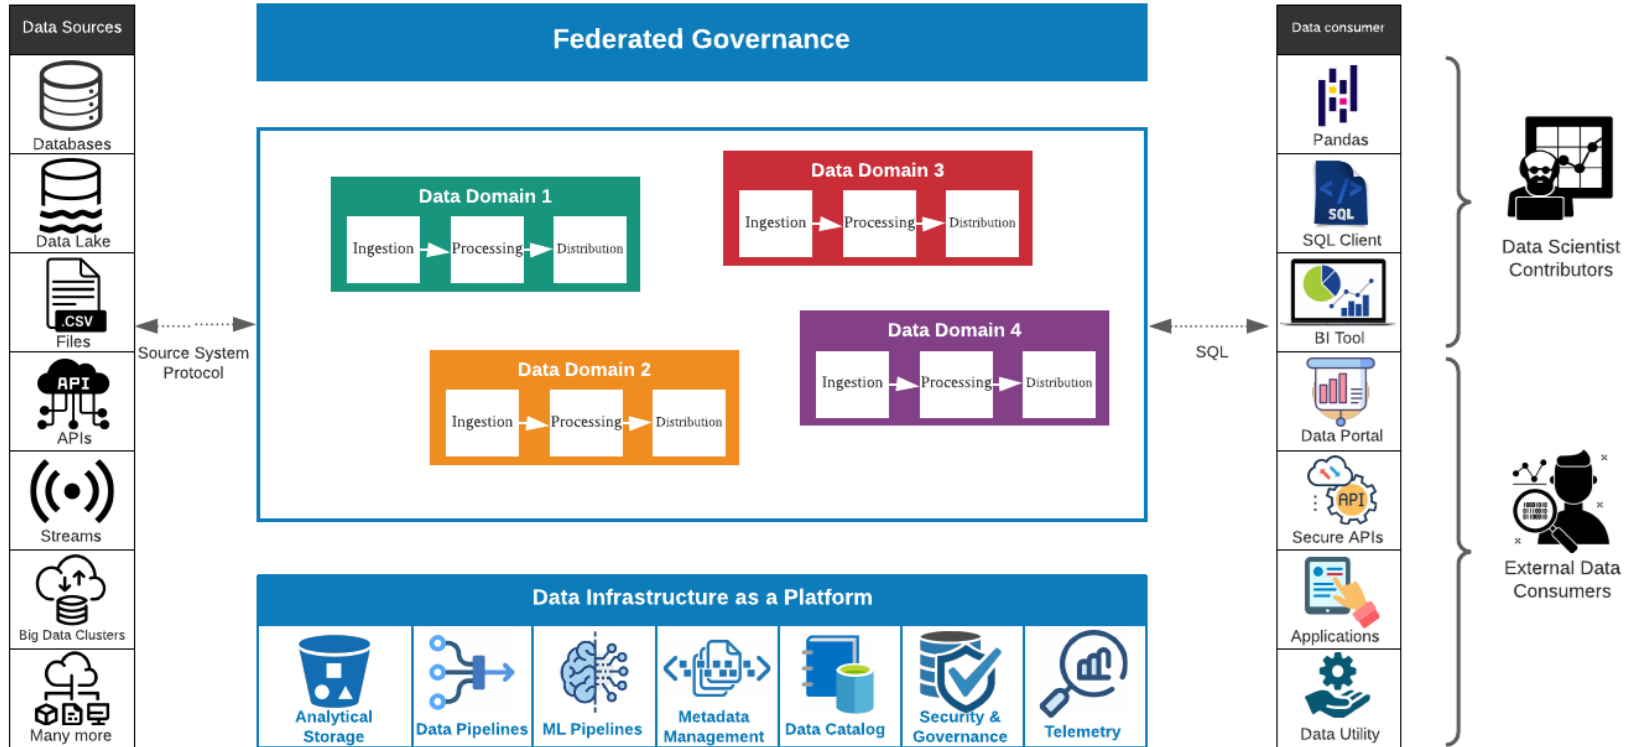 Data Sources
Databases
Data Lake
.CSV
Files
API
APIs
Streams
Big Data Clusters
Many more
Source System
Protocol
Federated Governance
Data Domain 1
Ingestion
Processing
Distribution
Data Domain 3
Ingestion
Processing
Distribution
Data Domain 2
Ingestion
Processing
Distribution
Data Domain 4
Ingestion
Processing
Distribution
Data Infrastructure as a Platform
Analytical
Storage
Data Pipelines
ML Pipelines
Metadata
Management
Data Catalog
Security &
Governance
Telemetry
SQL
Data consumer
Pandas
</>
SQL
SQL Client
BI Tool
Data Portal
API
Secure APIs
Applications
Data Utility
Data Scientist
Contributors
External Data
Consumers